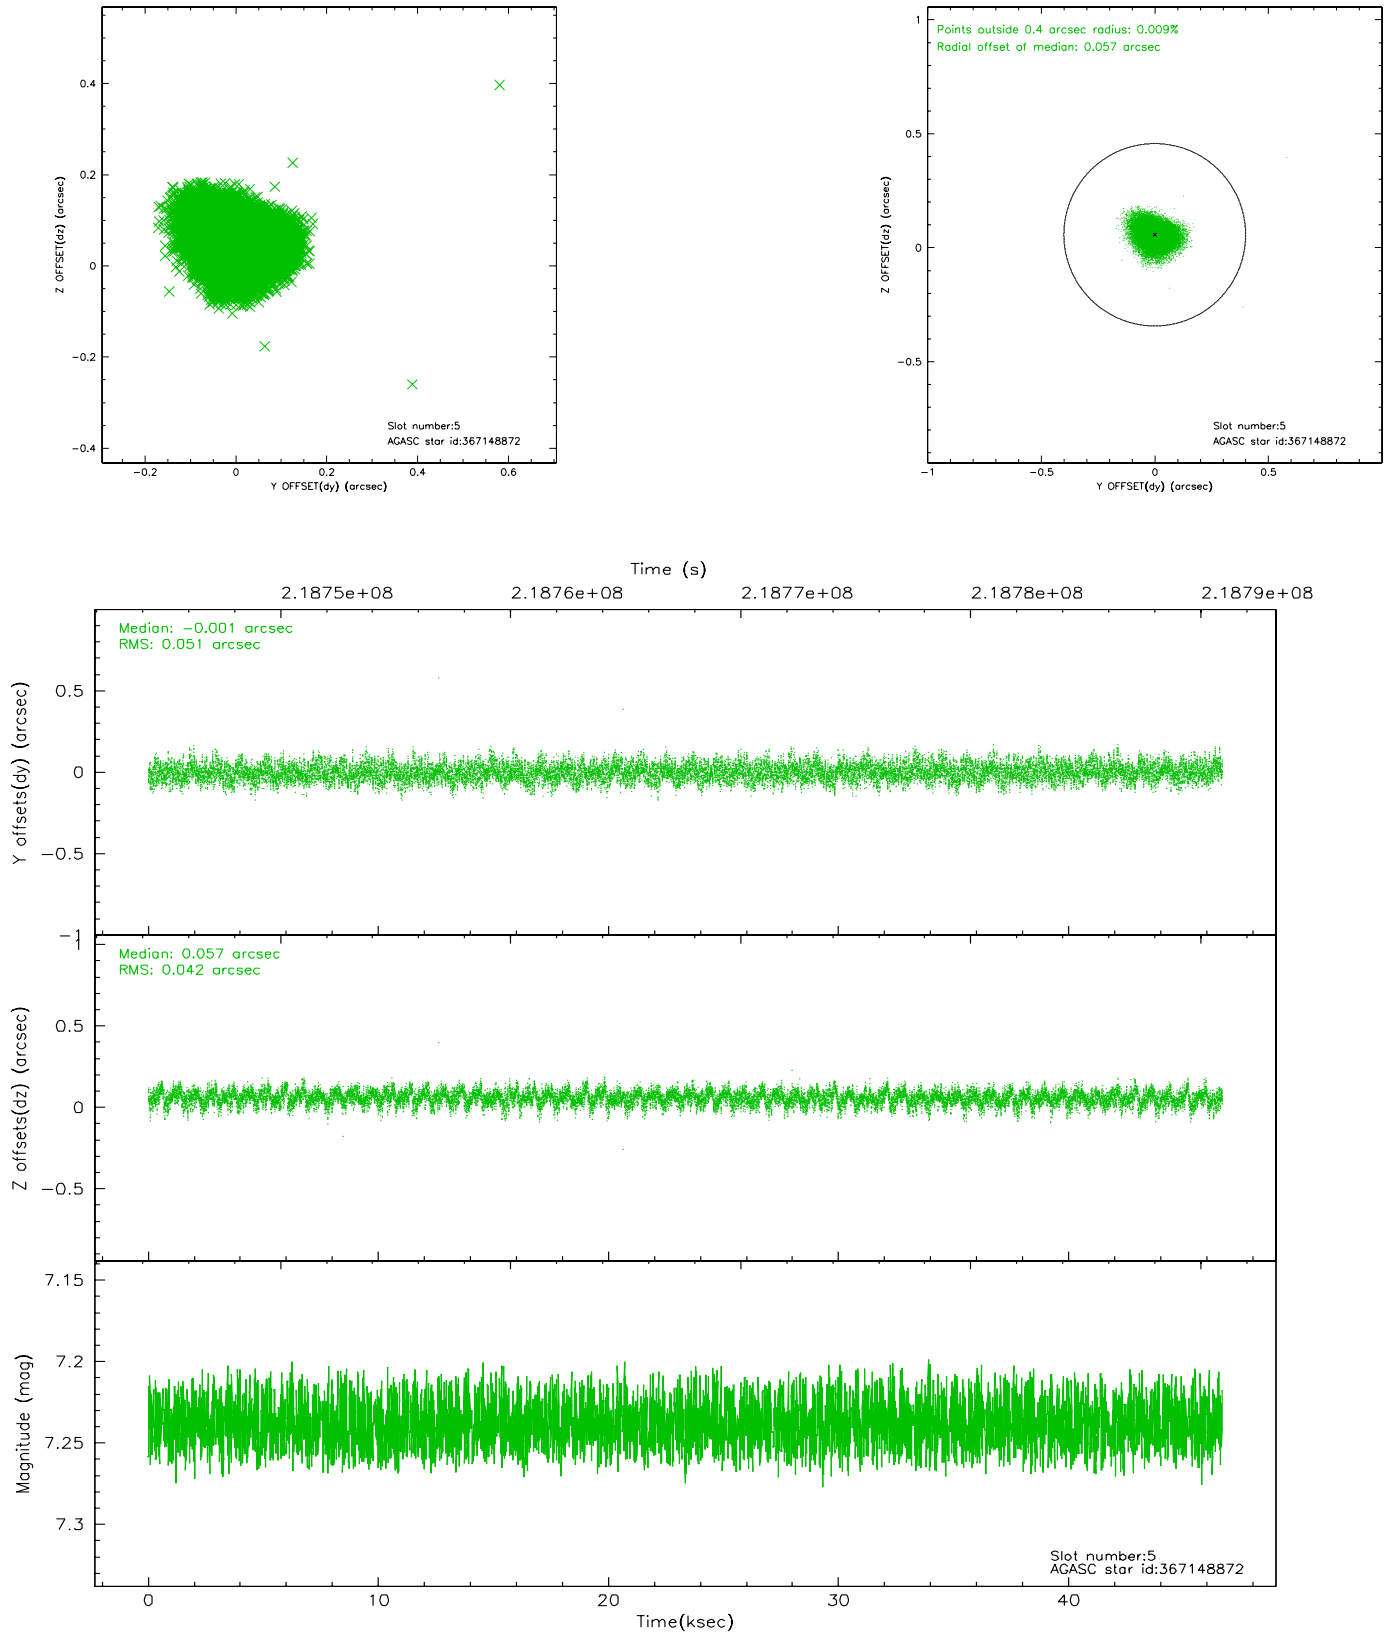 0.4
0.2
0
−0.2
−0.4
Z OFFSET(dz) (arcsec)
Slot number:5
AGASC star id:367148872
−0.2
0
0.2
0.4
0.6
Y OFFSET(dy) (arcsec)
Points outside 0.4 arcsec radius: 0.009%
Radial offset of median: 0.057 arcsec
1
0.5
0
−0.5
Z OFFSET(dz) (arcsec)
Slot number:5
AGASC star id:367148872
−1
−0.5
0
0.5
Y OFFSET(dy) (arcsec)
Time (s)
2.1875e+08
2.1876e+08
2.1877e+08
2.1878e+08
2.1879e+08
Median: −0.001 arcsec
RMS: 0.051 arcsec
0.5
0
−0.5
−1
Y offsets(dy) (arcsec)
Median: 0.057 arcsec
RMS: 0.042 arcsec
1
0.5
0
−0.5
Z offsets(dz) (arcsec)
7.15
7.2
7.25
7.3
Magnitude (mag)
Slot number:5
AGASC star id:367148872
0
10
20
30
40
Time(ksec)